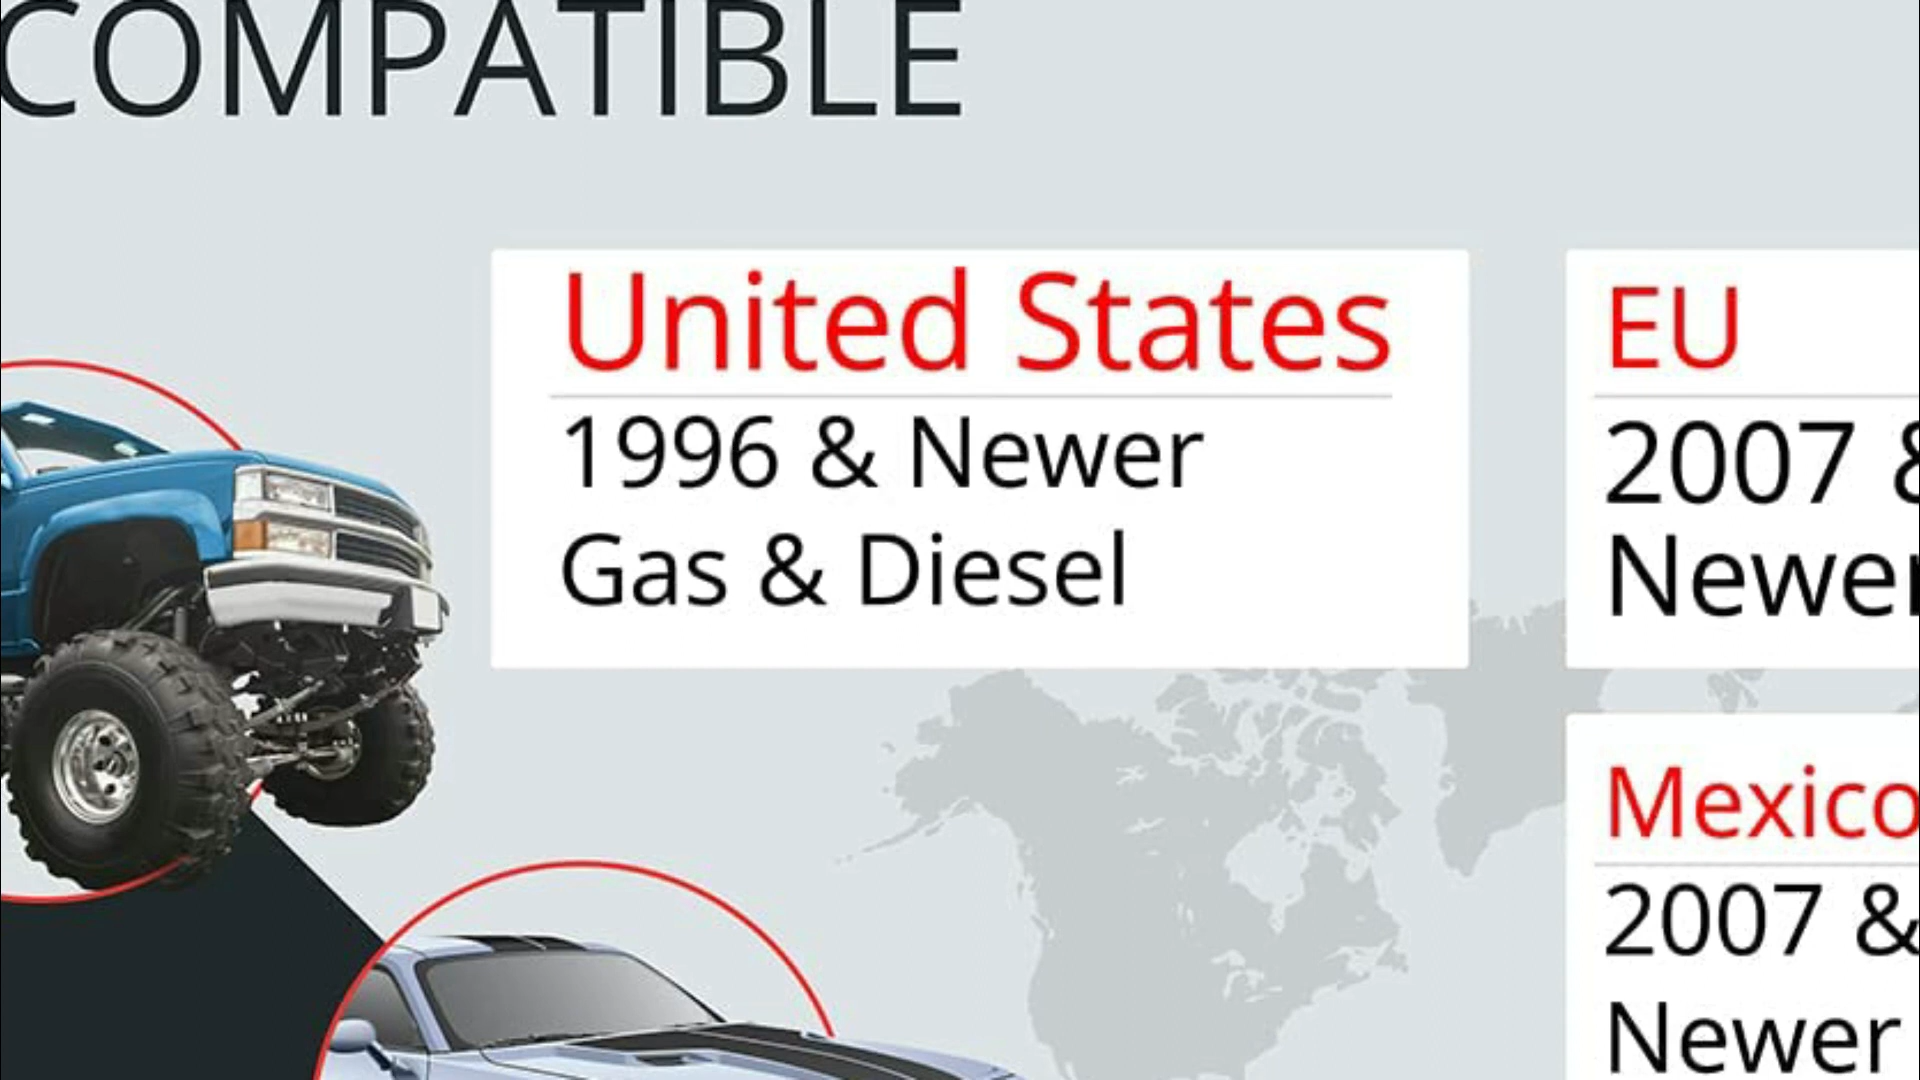 COMPATIBLE
United States
1996 & Newer
Gas & Diesel
EU
2007 &
Newer
Mexico
2007 &
Newer